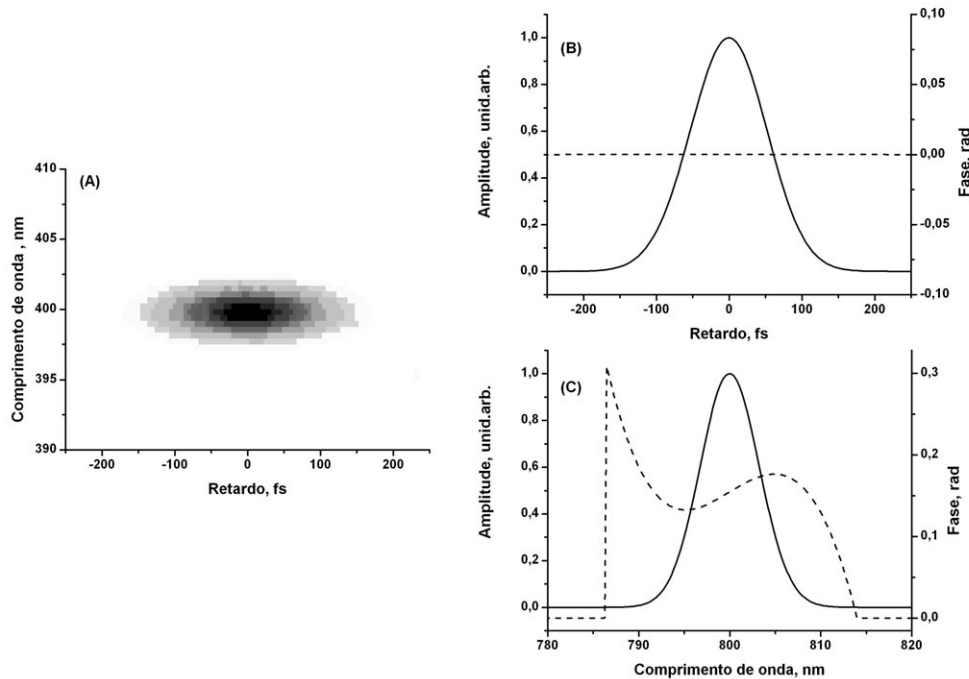 (A)
Comprimento de onda , nm
410
405
400
395
390
-200 -100 0 100 200
Retardo, fs
(B)
Amplitude, unid.arb.
1,0
0,8
0,6
0,4
0,2
0,0
0,10
0,05
0,00
-0,05
-0,10
Fase, rad
-200 -100 0 100 200
Retardo, fs
(C)
Amplitude, unid.arb.
1,0
0,8
0,6
0,4
0,2
0,0
0,3
0,2
0,1
0,0
Fase, rad
780 790 800 810 820
Comprimento de onda, nm